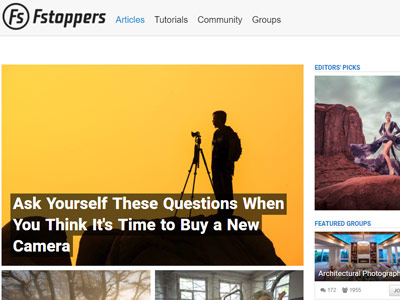 Fs Fstoppers Articles Tutorials Community Groups
EDITORS' PICKS
Ask Yourself These Questions When
You Think It's Time to Buy a New
Camera
FEATURED GROUPS
Architectural Photograph
172 1955